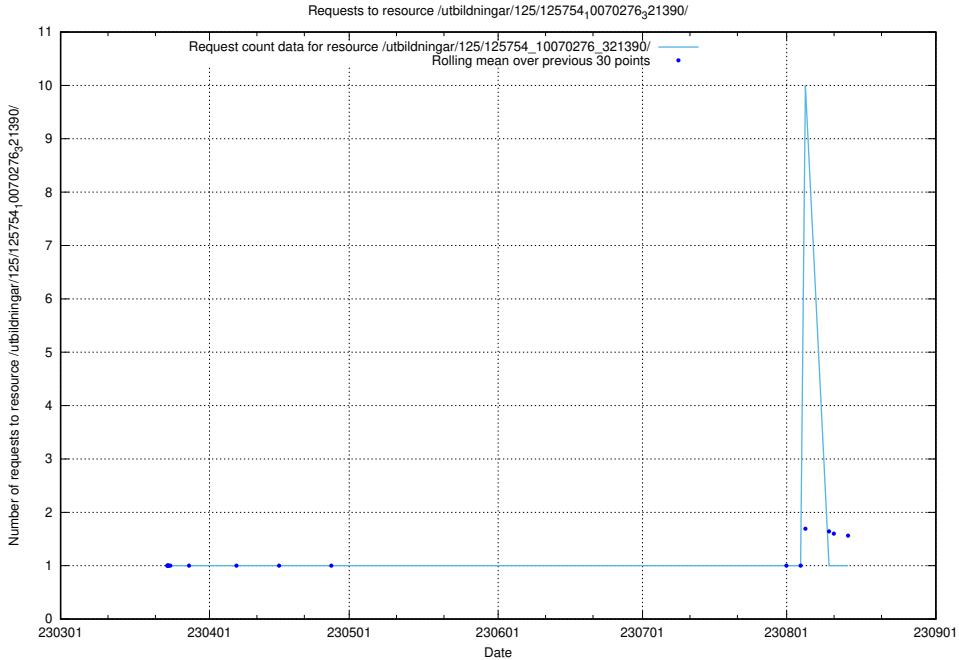 Requests to resource /utbildningar/125/125754₁0070276₃21390/
Number of requests to resource /utbildningar/125/125754₁0070276₃21390/
Request count data for resource /utbildningar/125/125754_10070276_321390/
Rolling mean over previous 30 points
11
10
9
8
7
6
5
4
3
2
1
0
230301 230401 230501 230601 230701 230801 230901
Date